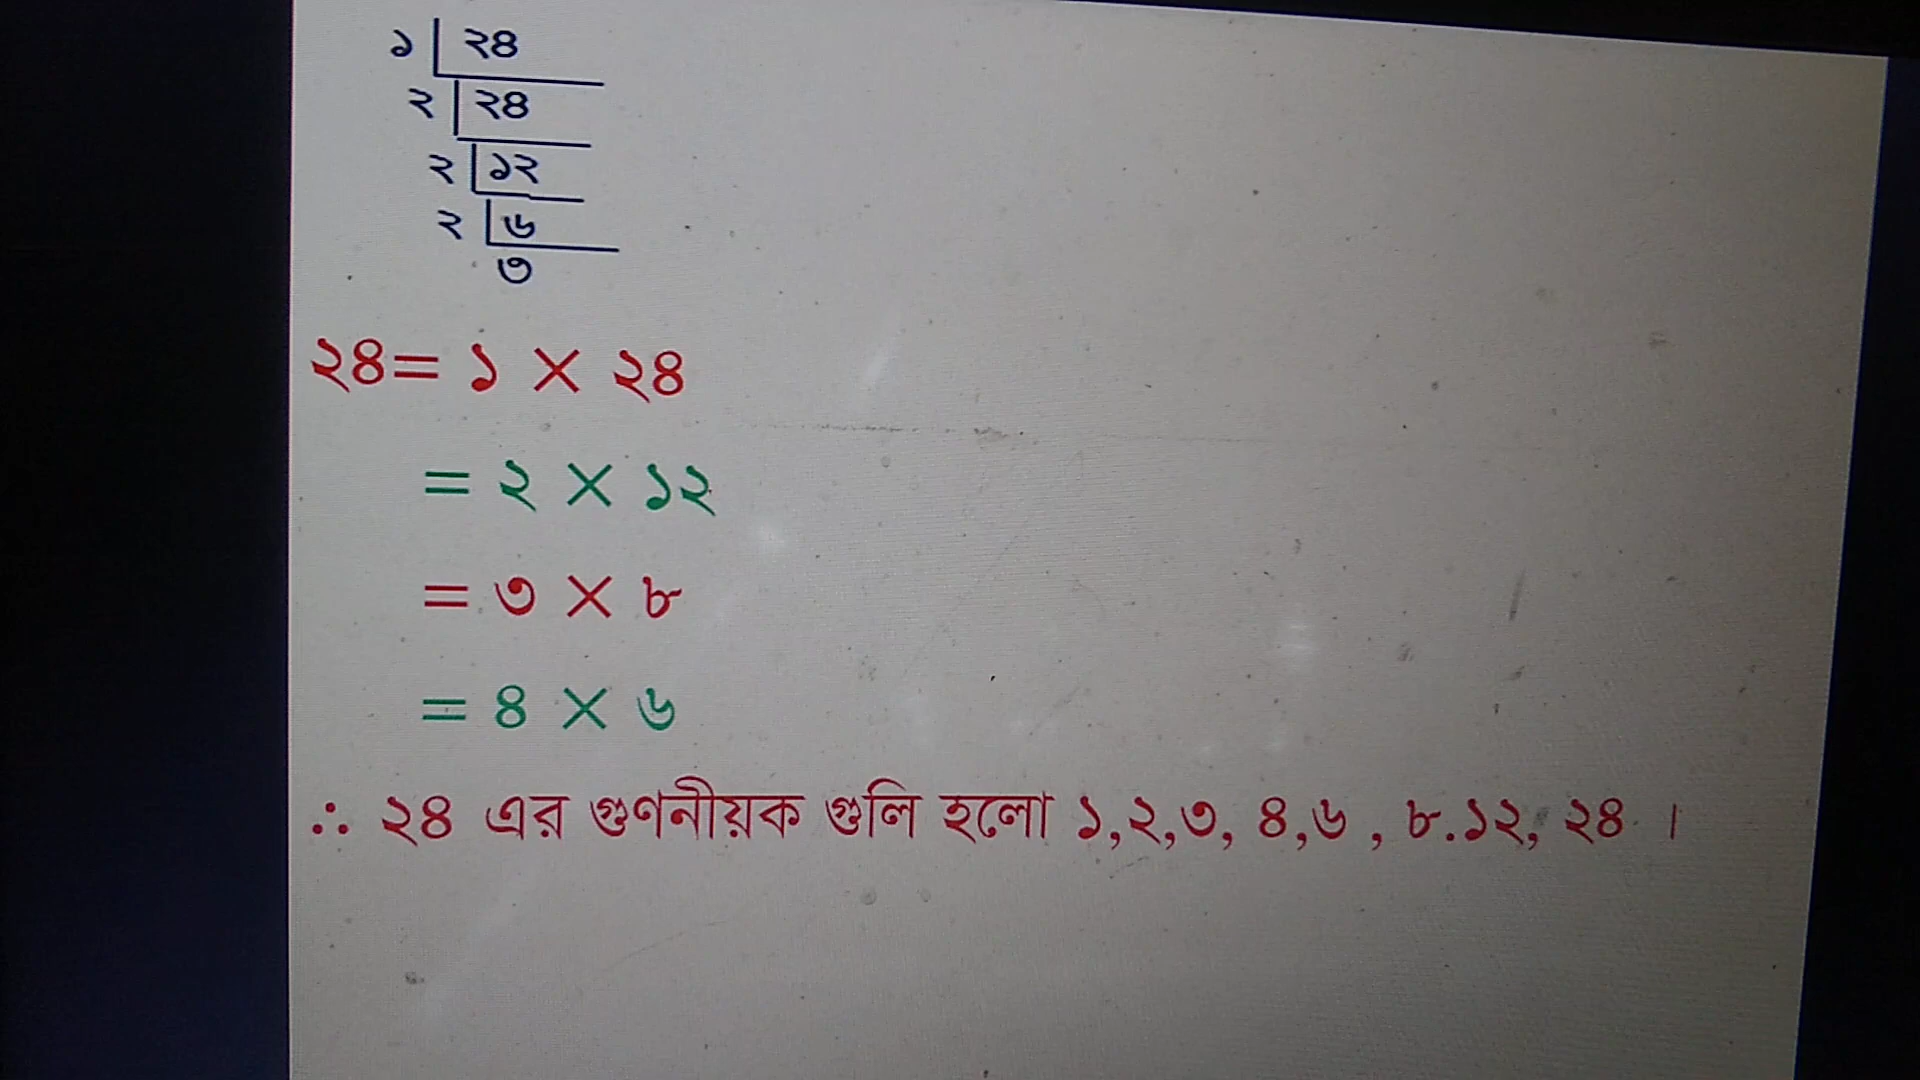 ১ ২৪
২ ২৪
২ ১২
২ ৬
৩
২৪= ১ × ২৪
= ২ × ১২
= ৩ × ৮
= ৪ × ৬
∴ ২৪ এর গুণনীয়ক গুলি হলো ১,২,৩, ৪,৬ , ৮.১২, ২৪ ।